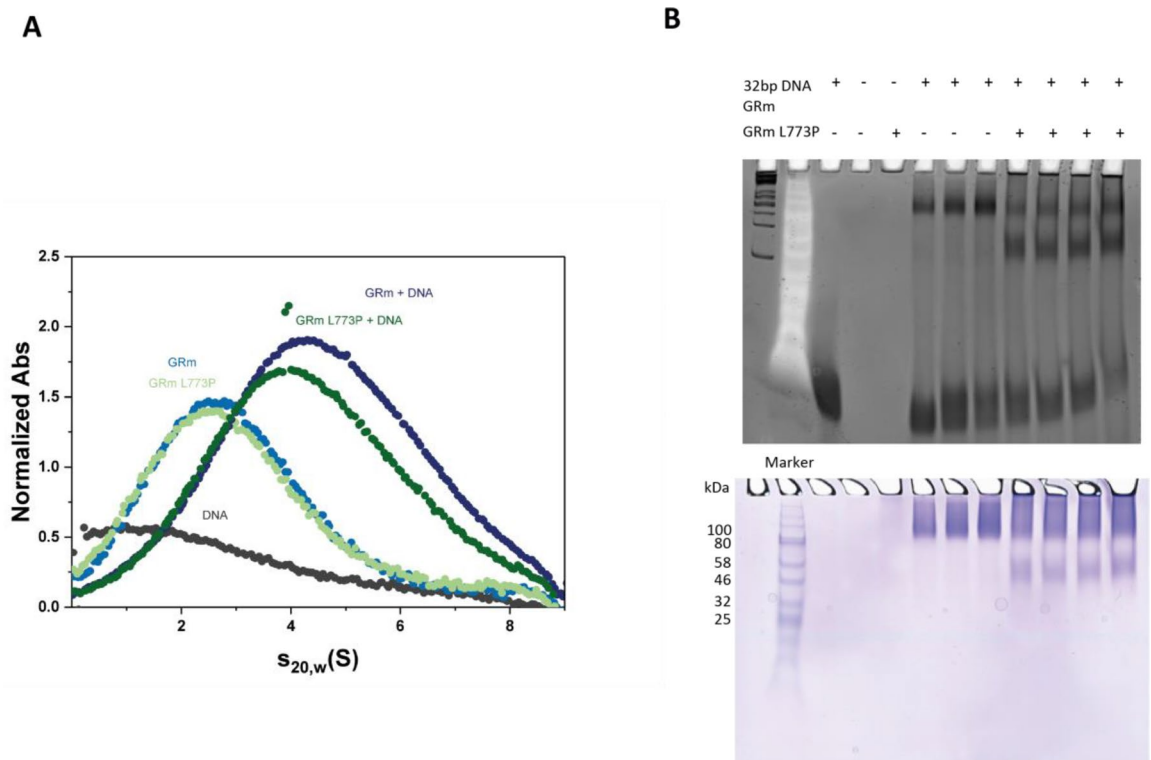 A
B
32bp DNA + - - + + + + + + +
GRm
GRm L773P - - + - - - + + + +
2.5
2.0
1.5
1.0
0.5
0.0
Normalized Abs
GRm + DNA
GRm L773P + DNA
GRm
GRm L773P
DNA
2 4 6 8
s20,w(S)
Marker
kDa
100
80
58
46
32
25